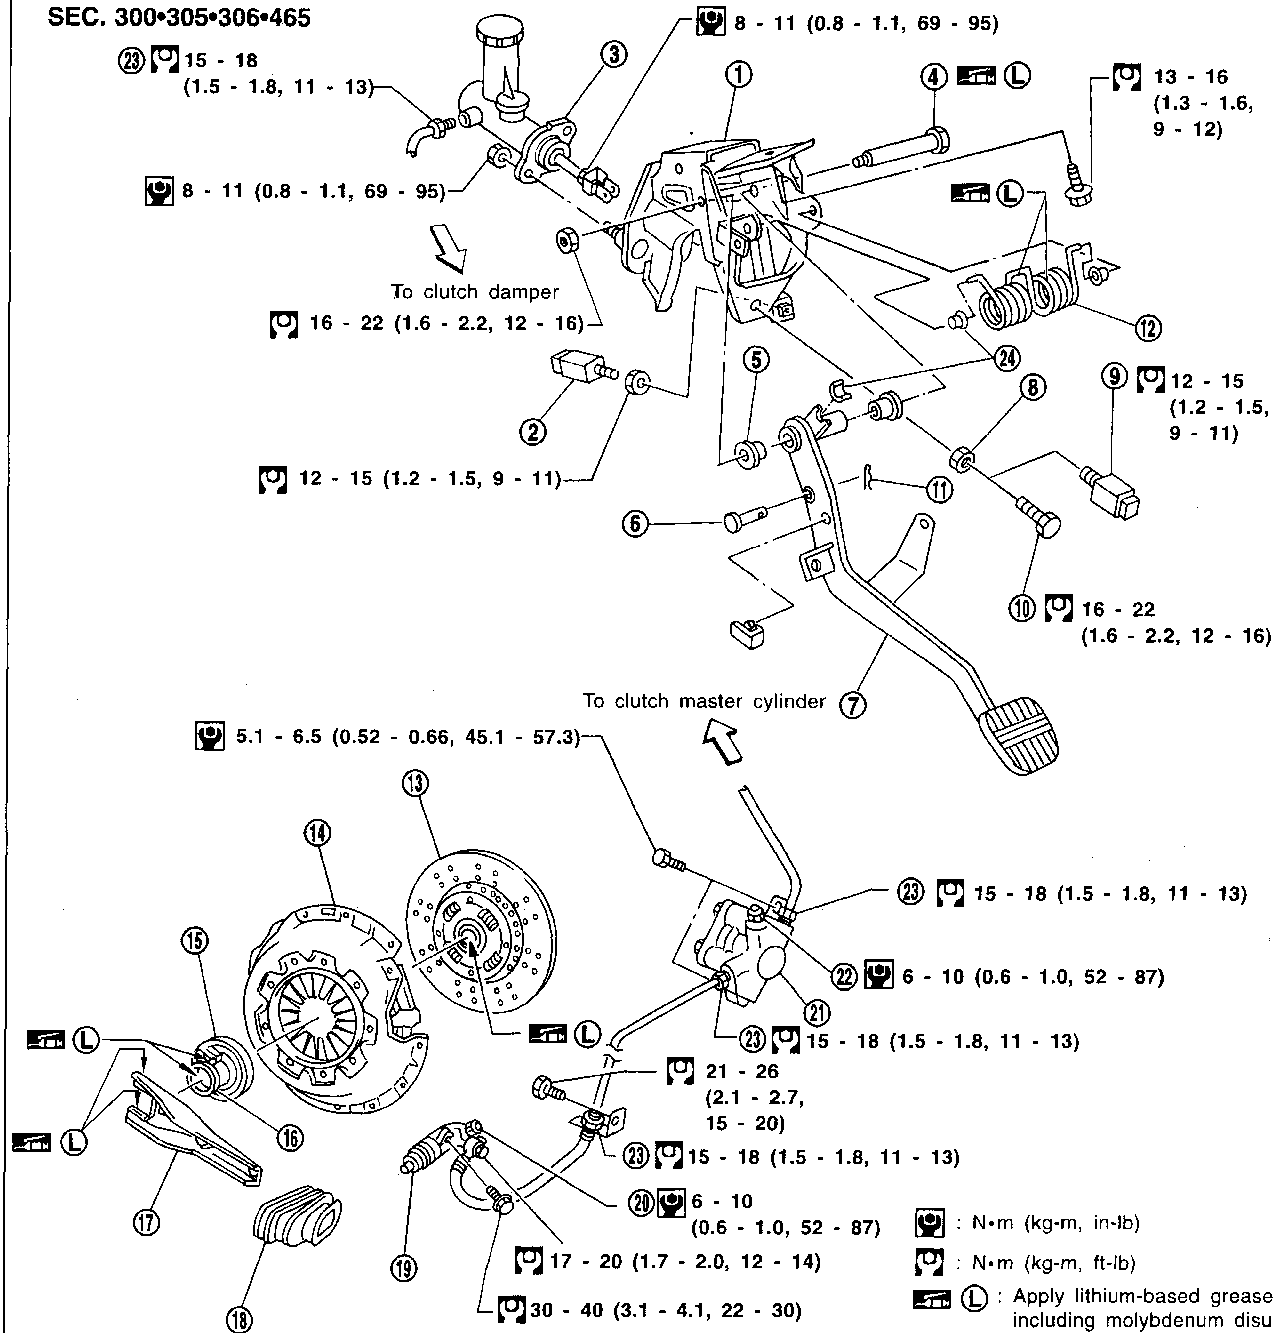 SEC. 300•305•306•465
8 - 11 (0.8 - 1.1, 69 - 95)
23 15 - 18
(1.5 - 1.8, 11 - 13)
3
1
4 L
13 - 16
(1.3 - 1.6,
9 - 12)
8 - 11 (0.8 - 1.1, 69 - 95)
L
To clutch damper
16 - 22 (1.6 - 2.2, 12 - 16)
12
5
24
8
9 12 - 15
(1.2 - 1.5,
9 - 11)
2
12 - 15 (1.2 - 1.5, 9 - 11)
11
6
10 16 - 22
(1.6 - 2.2, 12 - 16)
To clutch master cylinder 7
5.1 - 6.5 (0.52 - 0.66, 45.1 - 57.3)
13
14
23 15 - 18 (1.5 - 1.8, 11 - 13)
15
22 6 - 10 (0.6 - 1.0, 52 - 87)
21
L
L
23 15 - 18 (1.5 - 1.8, 11 - 13)
21 - 26
(2.1 - 2.7,
15 - 20)
16
L
23 15 - 18 (1.5 - 1.8, 11 - 13)
17
20 6 - 10
(0.6 - 1.0, 52 - 87)
19
17 - 20 (1.7 - 2.0, 12 - 14)
18
30 - 40 (3.1 - 4.1, 22 - 30)
: N•m (kg-m, in-lb)
: N•m (kg-m, ft-lb)
L : Apply lithium-based grease
including molybdenum disu